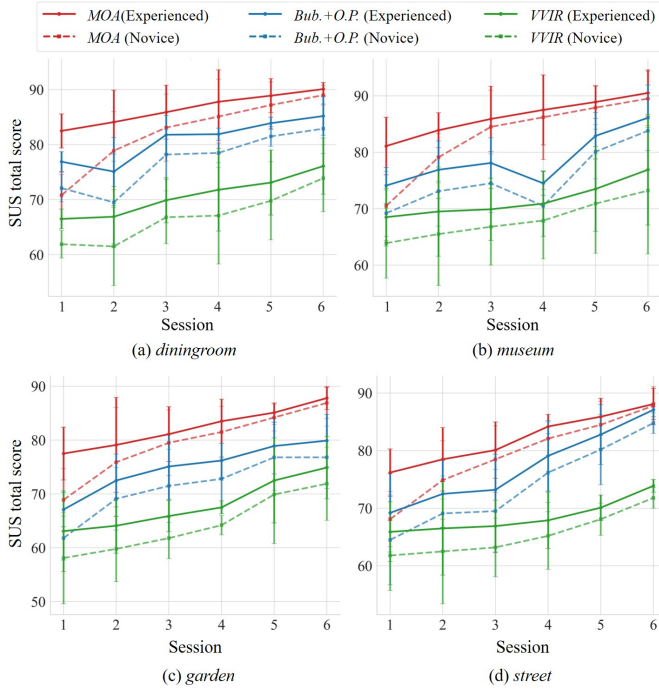 MOA(Experienced) Bub.+O.P. (Experienced) VVIR (Experienced)
MOA (Novice) Bub.+O.P. (Novice) VVIR (Novice)
SUS total score
90
80
70
60
1 2 3 4 5 6
Session
(a) diningroom
90
80
70
60
1 2 3 4 5 6
Session
(b) museum
SUS total score
90
80
70
60
50
1 2 3 4 5 6
Session
(c) garden
90
80
70
60
1 2 3 4 5 6
Session
(d) street